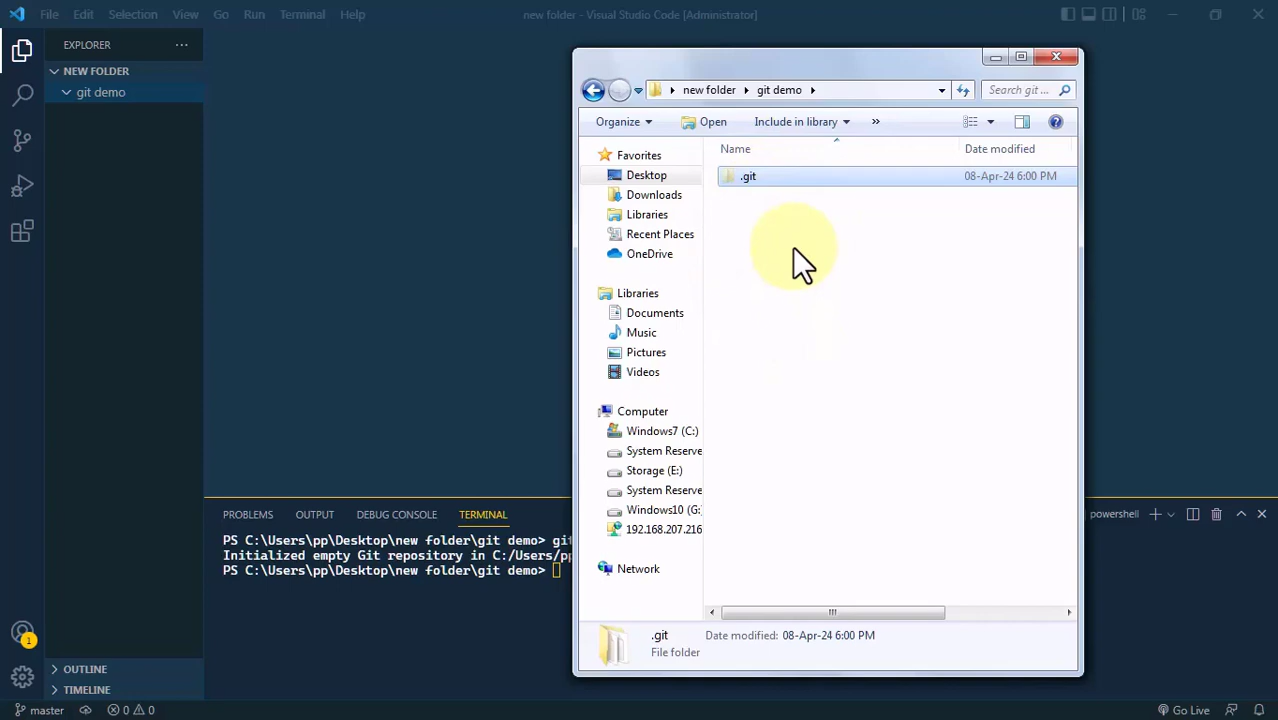 File Edit Selection View Go Run Terminal Help
new folder - Visual Studio Code [Administrator]
EXPLORER
NEW FOLDER
git demo
new folder
git demo
Search git ...
Organize
Open
Include in library
»
Name
Date modified
.git
08-Apr-24 6:00 PM
Favorites
Desktop
Downloads
Libraries
Recent Places
OneDrive
Libraries
Documents
Music
Pictures
Videos
Computer
Windows7 (C:)
System Reserve
Storage (E:)
System Reserve
Windows10 (G:
192.168.207.216
Network
.git
Date modified: 08-Apr-24 6:00 PM
File folder
PROBLEMS OUTPUT DEBUG CONSOLE TERMINAL
powershell
PS C:\Users\pp\Desktop\new folder\git demo> git
Initialized empty Git repository in C:/Users/pp
PS C:\Users\pp\Desktop\new folder\git demo>
1
OUTLINE
TIMELINE
master
0
0
Go Live